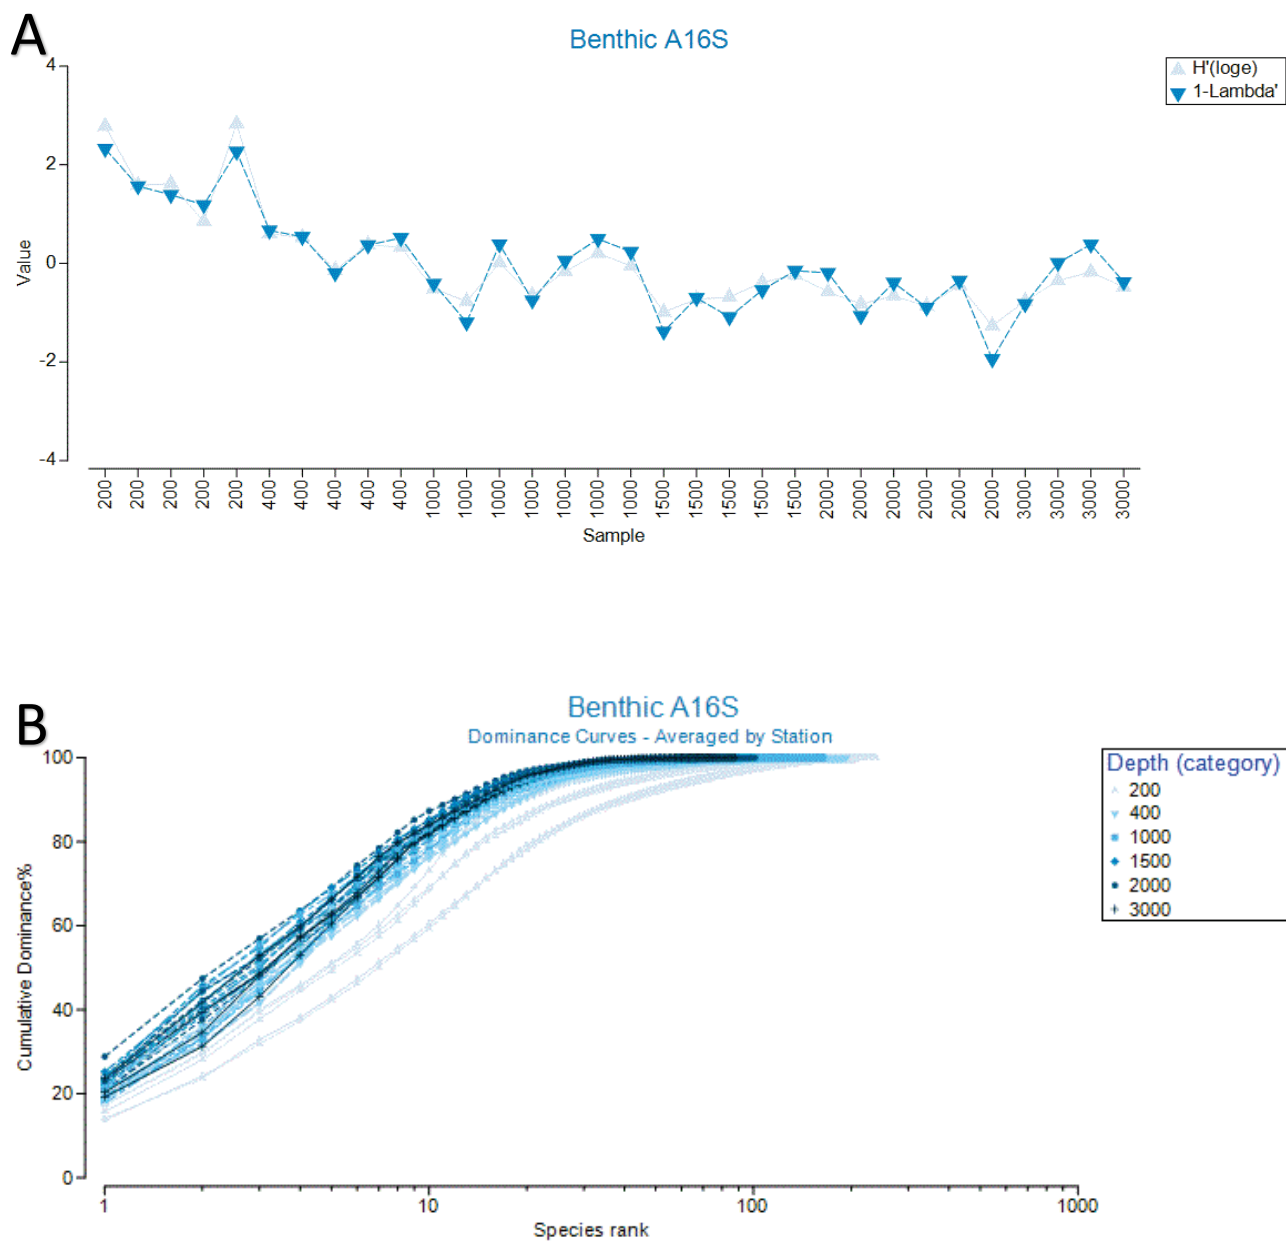 A
Benthic A16S
H'(loge)
1-Lambda'
4
2
0
-2
-4
Value
200 200 200 200 200 400 400 400 400 400 1000 1000 1000 1000 1000 1000 1000 1500 1500 1500 1500 1500 2000 2000 2000 2000 2000 2000 3000 3000 3000 3000
Sample
B
Benthic A16S
Dominance Curves - Averaged by Station
100
80
60
40
20
0
Cumulative Dominance%
Depth (category)
200
400
1000
1500
2000
3000
1 10 100 1000
Species rank